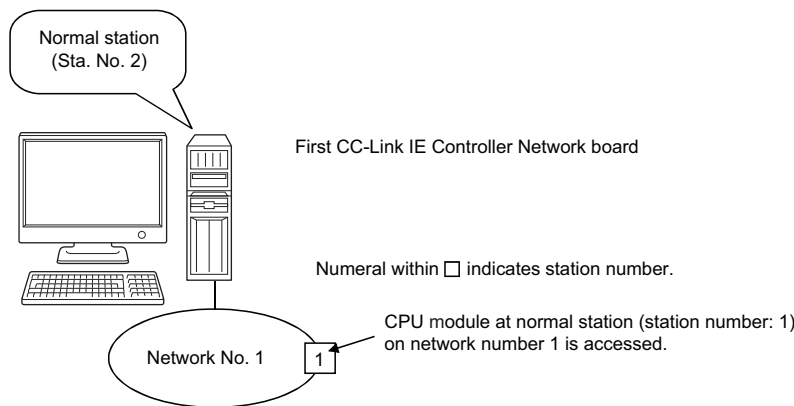 Normal station
(Sta. No. 2)
First CC-Link IE Controller Network board
Numeral within □ indicates station number.
CPU module at normal station (station number: 1)
on network number 1 is accessed.
Network No. 1
1